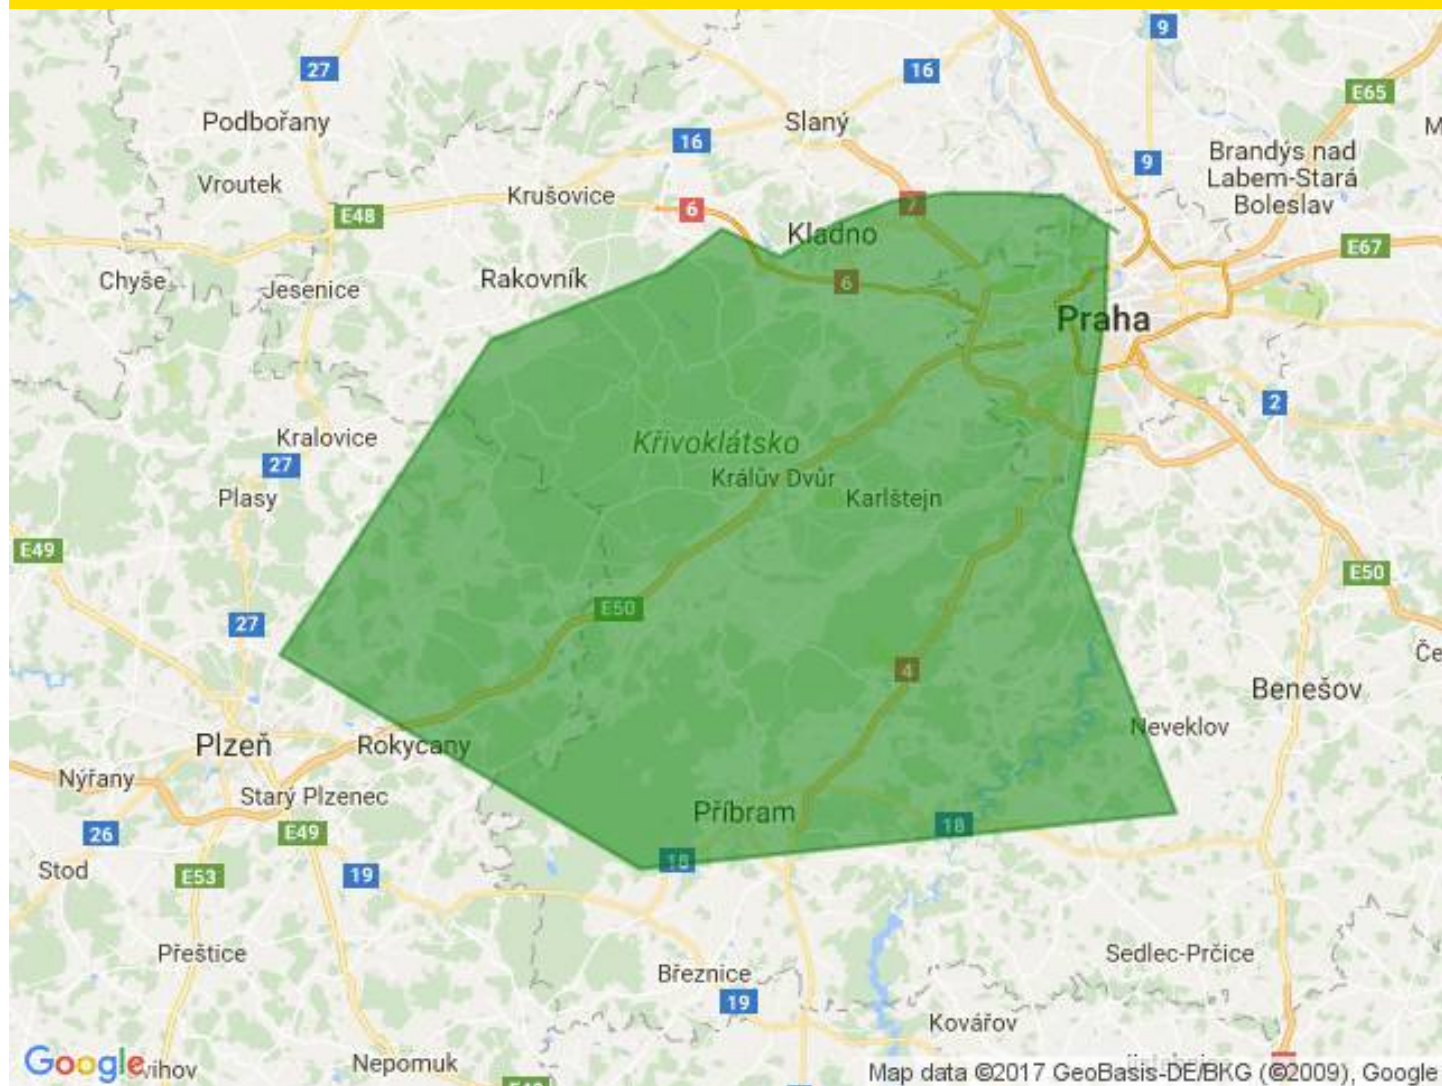 9
27
16
E65
Podbořany
Slaný
M
16
Brandýs nad
Labem-Stará
Boleslav
9
Vroutek
Krušovice
6
7
E48
Kladno
E67
Chyše
Jesenice
Rakovník
6
Praha
2
Kralovice
Křivoklátsko
27
Králův Dvůr
Plasy
Karlštejn
E49
E50
E50
27
Če
4
Benešov
Neveklov
Plzeň
Rokycany
Nýřany
Starý Plzenec
Příbram
26
E49
18
18
Stod
E53
19
Přeštice
Březnice
Sedlec-Prčice
19
Kovářov
Google
vihov
Nepomuk
Map data ©2017 GeoBasis-DE/BKG (©2009), Google